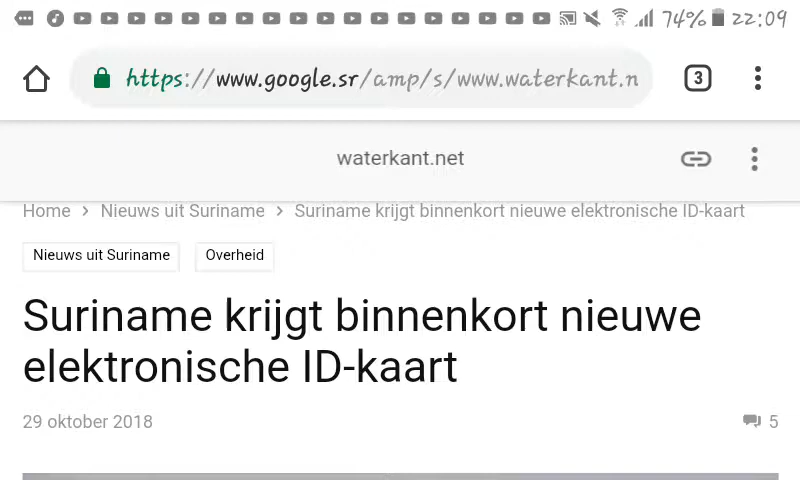 74% 22:09
https://www.google.sr/amp/s/www.waterkant.n
3
waterkant.net
Home > Nieuws uit Suriname > Suriname krijgt binnenkort nieuwe elektronische ID-kaart
Nieuws uit Suriname Overheid
Suriname krijgt binnenkort nieuwe
elektronische ID-kaart
29 oktober 2018 5